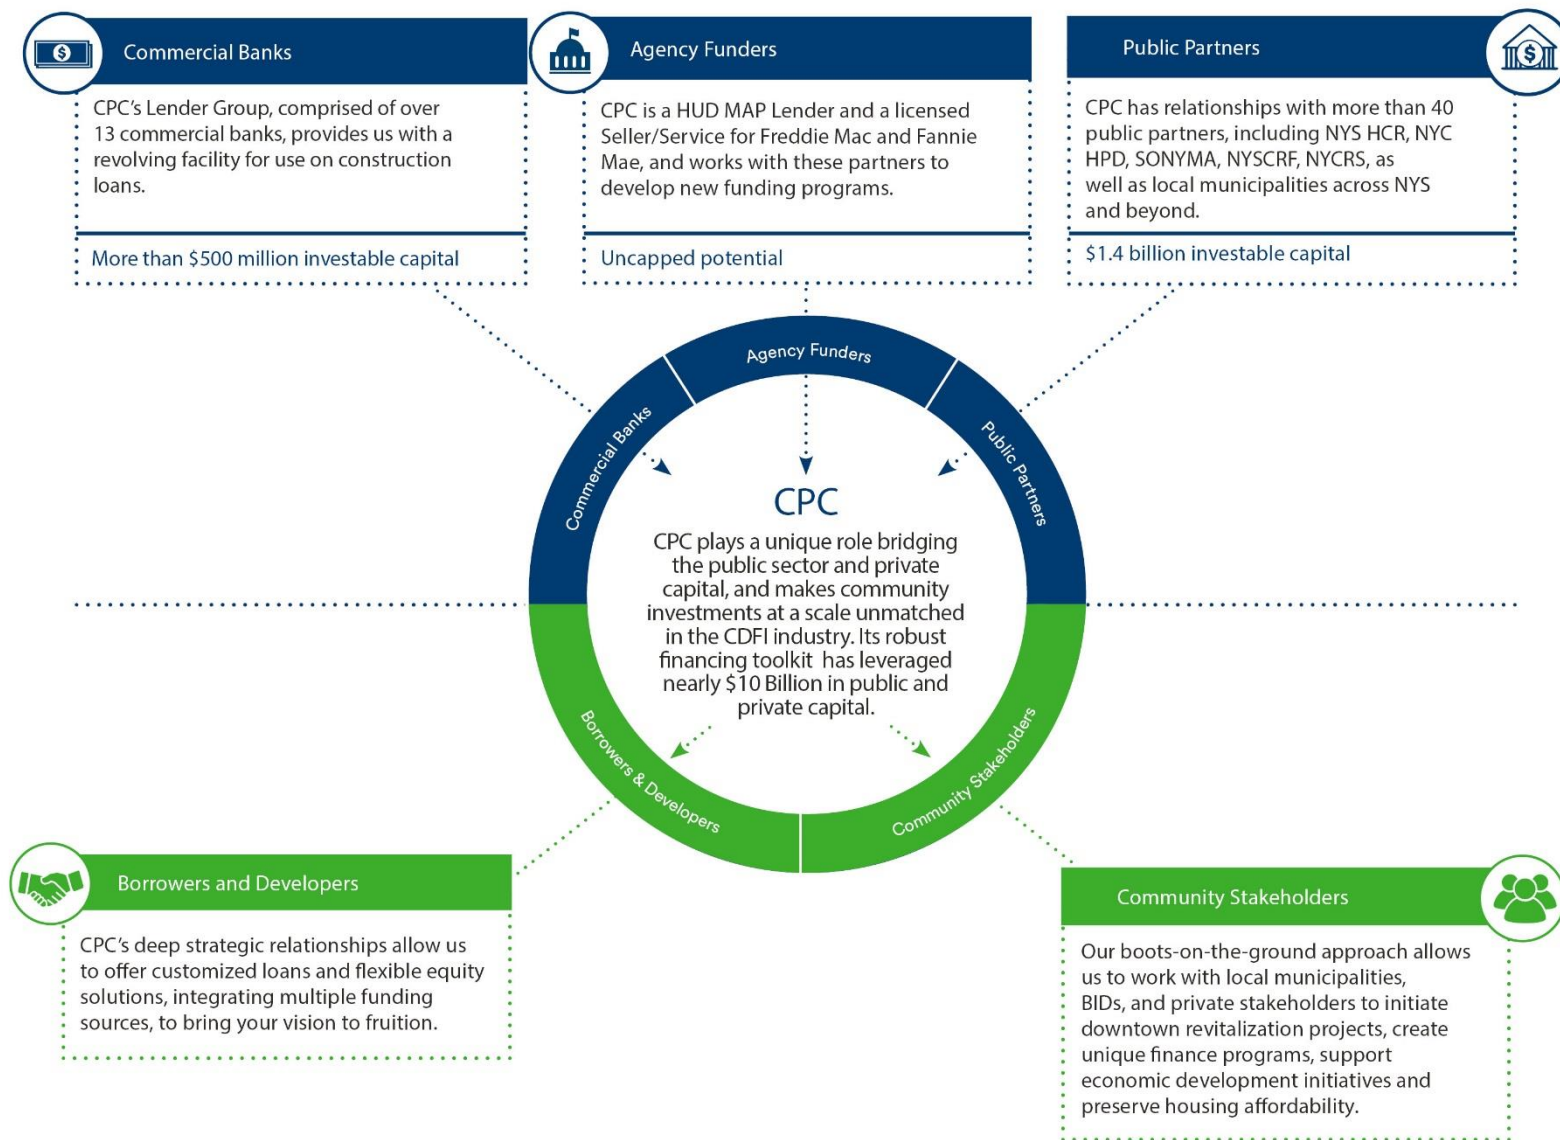 Commercial Banks
CPC's Lender Group, comprised of over
13 commercial banks, provides us with a
revolving facility for use on construction
loans.
More than $500 million investable capital
Agency Funders
CPC is a HUD MAP Lender and a licensed
Seller/Service for Freddie Mac and Fannie
Mae, and works with these partners to
develop new funding programs.
Uncapped potential
Public Partners
CPC has relationships with more than 40
public partners, including NYS HCR, NYC
HPD, SONYMA, NYSCRF, NYCRS, as
well as local municipalities across NYS
and beyond.
$1.4 billion investable capital
Commercial Banks
Agency Funders
Public Partners
CPC
CPC plays a unique role bridging
the public sector and private
capital, and makes community
investments at a scale unmatched
in the CDFI industry. Its robust
financing toolkit has leveraged
nearly $10 Billion in public and
private capital.
Borrowers & Developers
Community Stakeholders
Borrowers and Developers
CPC's deep strategic relationships allow us
to offer customized loans and flexible equity
solutions, integrating multiple funding
sources, to bring your vision to fruition.
Community Stakeholders
Our boots-on-the-ground approach allows
us to work with local municipalities,
BIDs, and private stakeholders to initiate
downtown revitalization projects, create
unique finance programs, support
economic development initiatives and
preserve housing affordability.